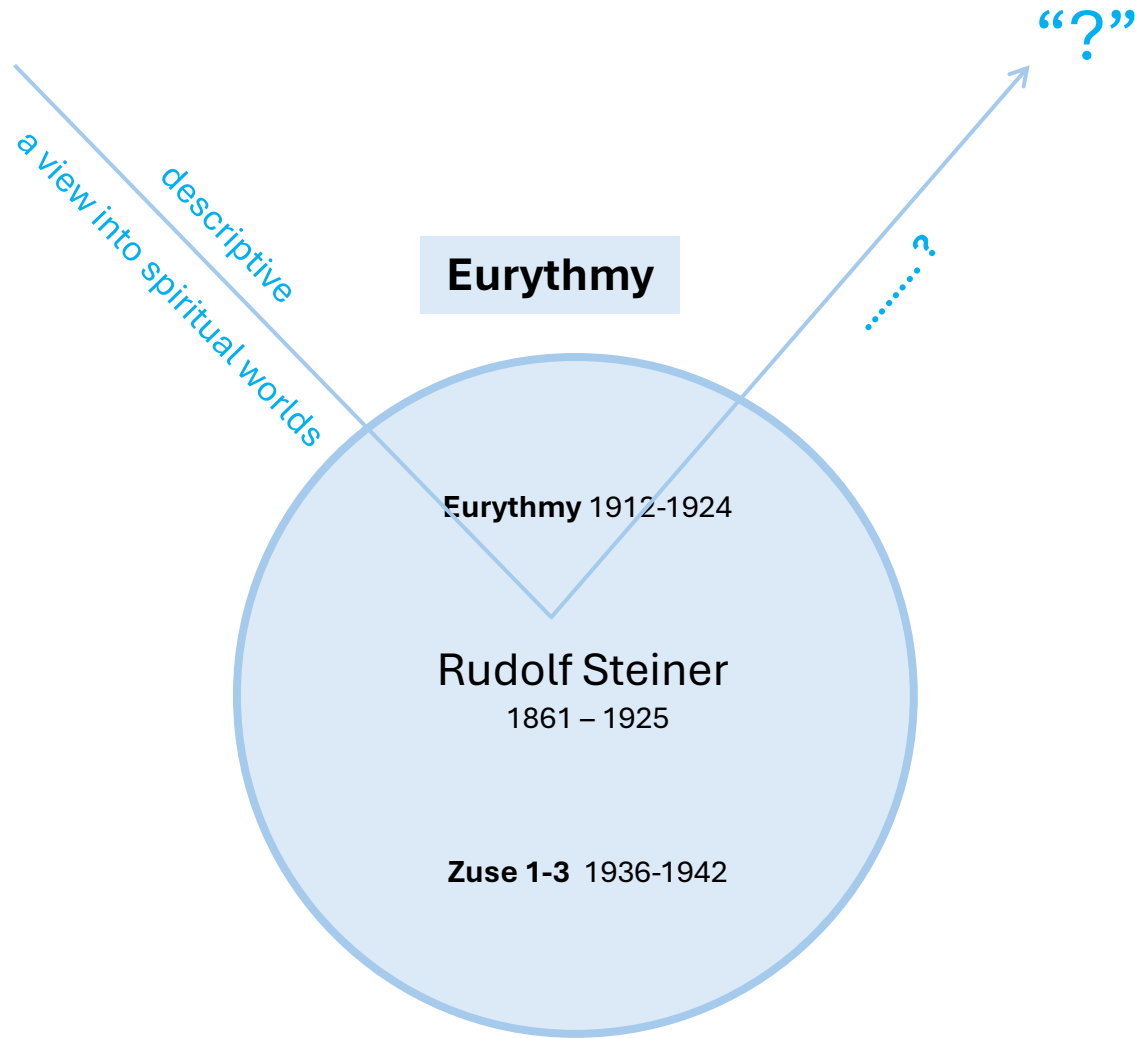 “?”
descriptive
a view into spiritual worlds
........?
Eurythmy
Eurythmy 1912-1924
Rudolf Steiner
1861 – 1925
Zuse 1-3 1936-1942